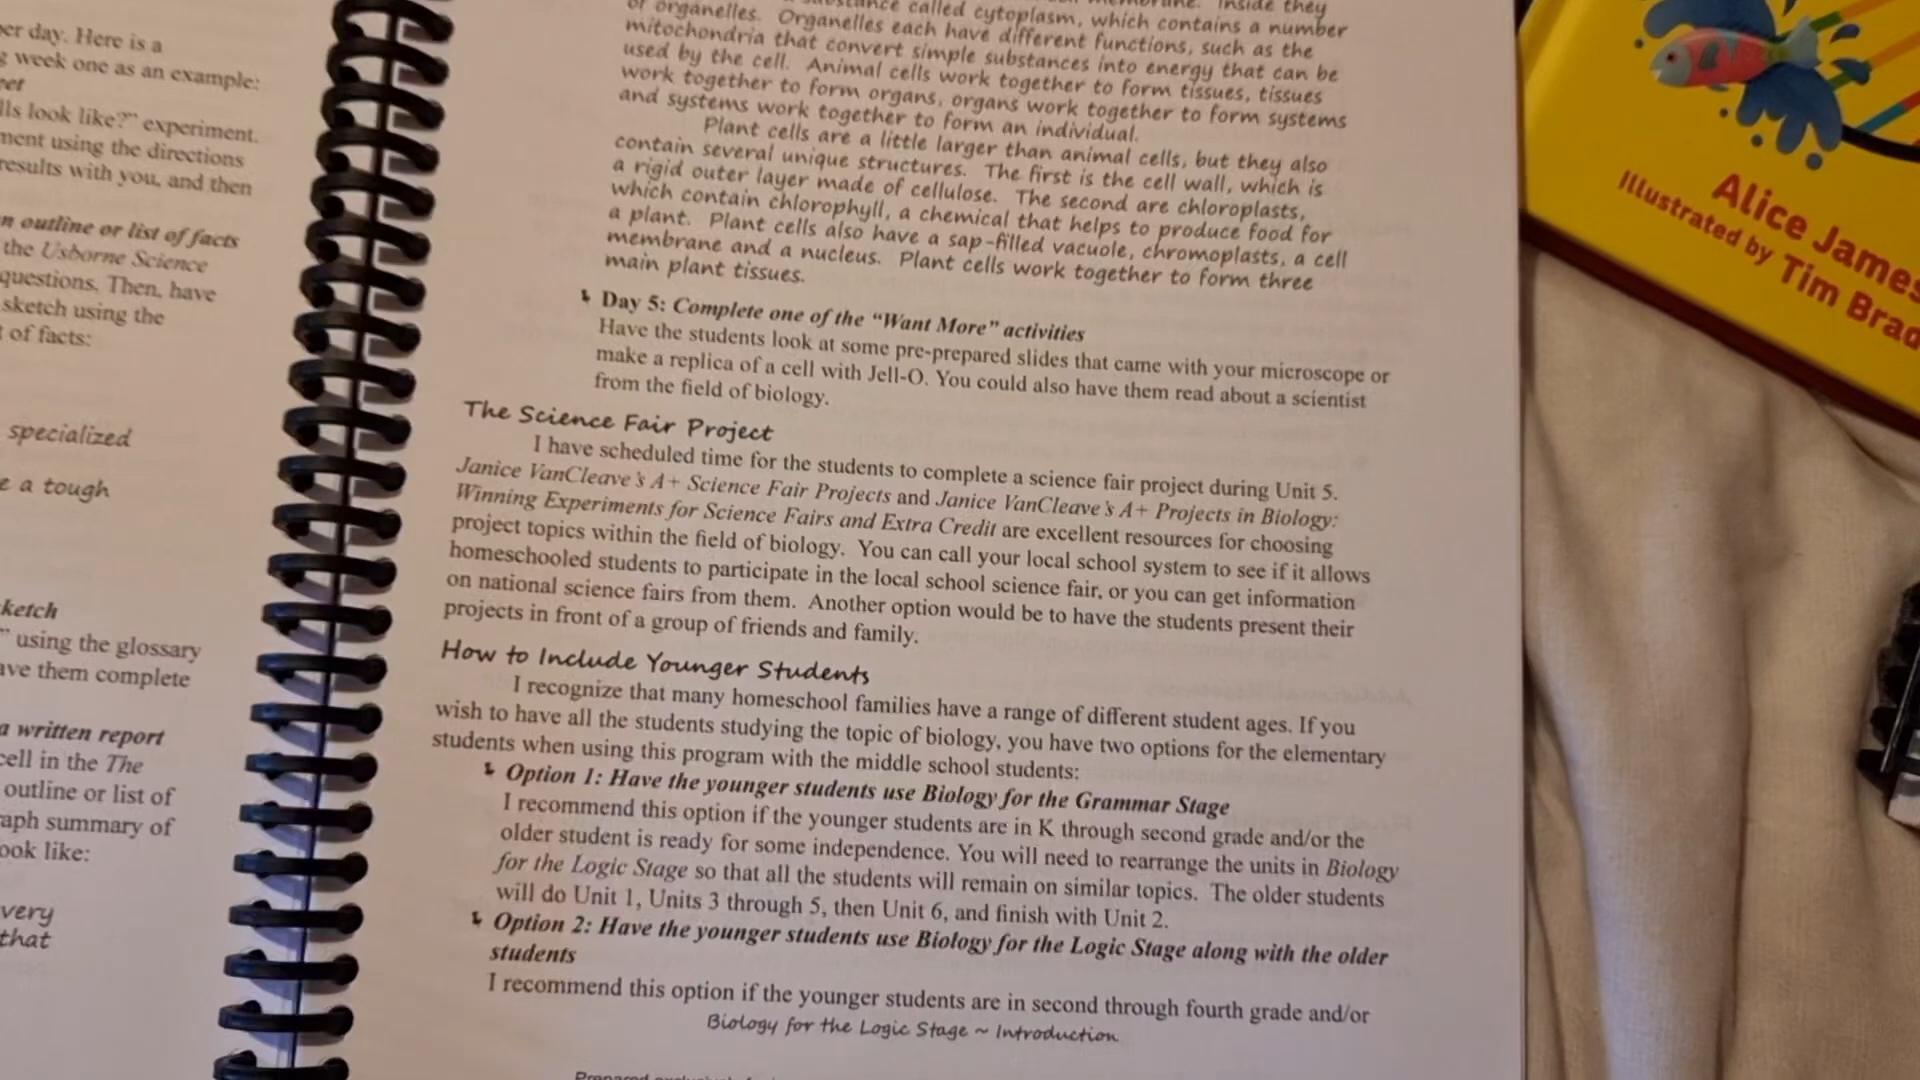 er day. Here is a
week one as an example:
lls look like?" experiment.
ment using the directions
results with you, and then
n outline or list of facts
the Usborne Science
questions. Then, have
sketch using the
t of facts:
specialized
e a tough
ketch
" using the glossary
ave them complete
a written report
cell in the The
outline or list of
raph summary of
ook like:
very
that
substance called cytoplasm, which contains a number
of organelles. Organelles each have different functions, such as the
mitochondria that convert simple substances into energy that can be
used by the cell. Animal cells work together to form tissues, tissues
work together to form organs, organs work together to form systems
and systems work together to form an individual.
Plant cells are a little larger than animal cells, but they also
contain several unique structures. The first is the cell wall, which is
a rigid outer layer made of cellulose. The second are chloroplasts,
which contain chlorophyll, a chemical that helps to produce food for
a plant. Plant cells also have a sap-filled vacuole, chromoplasts, a cell
membrane and a nucleus. Plant cells work together to form three
main plant tissues.
Day 5: Complete one of the “Want More” activities
Have the students look at some pre-prepared slides that came with your microscope or
make a replica of a cell with Jell-O. You could also have them read about a scientist
from the field of biology.
The Science Fair Project
I have scheduled time for the students to complete a science fair project during Unit 5.
Janice VanCleave's A+ Science Fair Projects and Janice VanCleave's A+ Projects in Biology:
Winning Experiments for Science Fairs and Extra Credit are excellent resources for choosing
project topics within the field of biology. You can call your local school system to see if it allows
homeschooled students to participate in the local school science fair, or you can get information
on national science fairs from them. Another option would be to have the students present their
projects in front of a group of friends and family.
How to Include Younger Students
I recognize that many homeschool families have a range of different student ages. If you
wish to have all the students studying the topic of biology, you have two options for the elementary
students when using this program with the middle school students:
Option 1: Have the younger students use Biology for the Grammar Stage
I recommend this option if the younger students are in K through second grade and/or the
older student is ready for some independence. You will need to rearrange the units in Biology
for the Logic Stage so that all the students will remain on similar topics. The older students
will do Unit 1, Units 3 through 5, then Unit 6, and finish with Unit 2.
Option 2: Have the younger students use Biology for the Logic Stage along with the older
students
I recommend this option if the younger students are in second through fourth grade and/or
Biology for the Logic Stage ~ Introduction
Alice James
Illustrated by Tim Brad